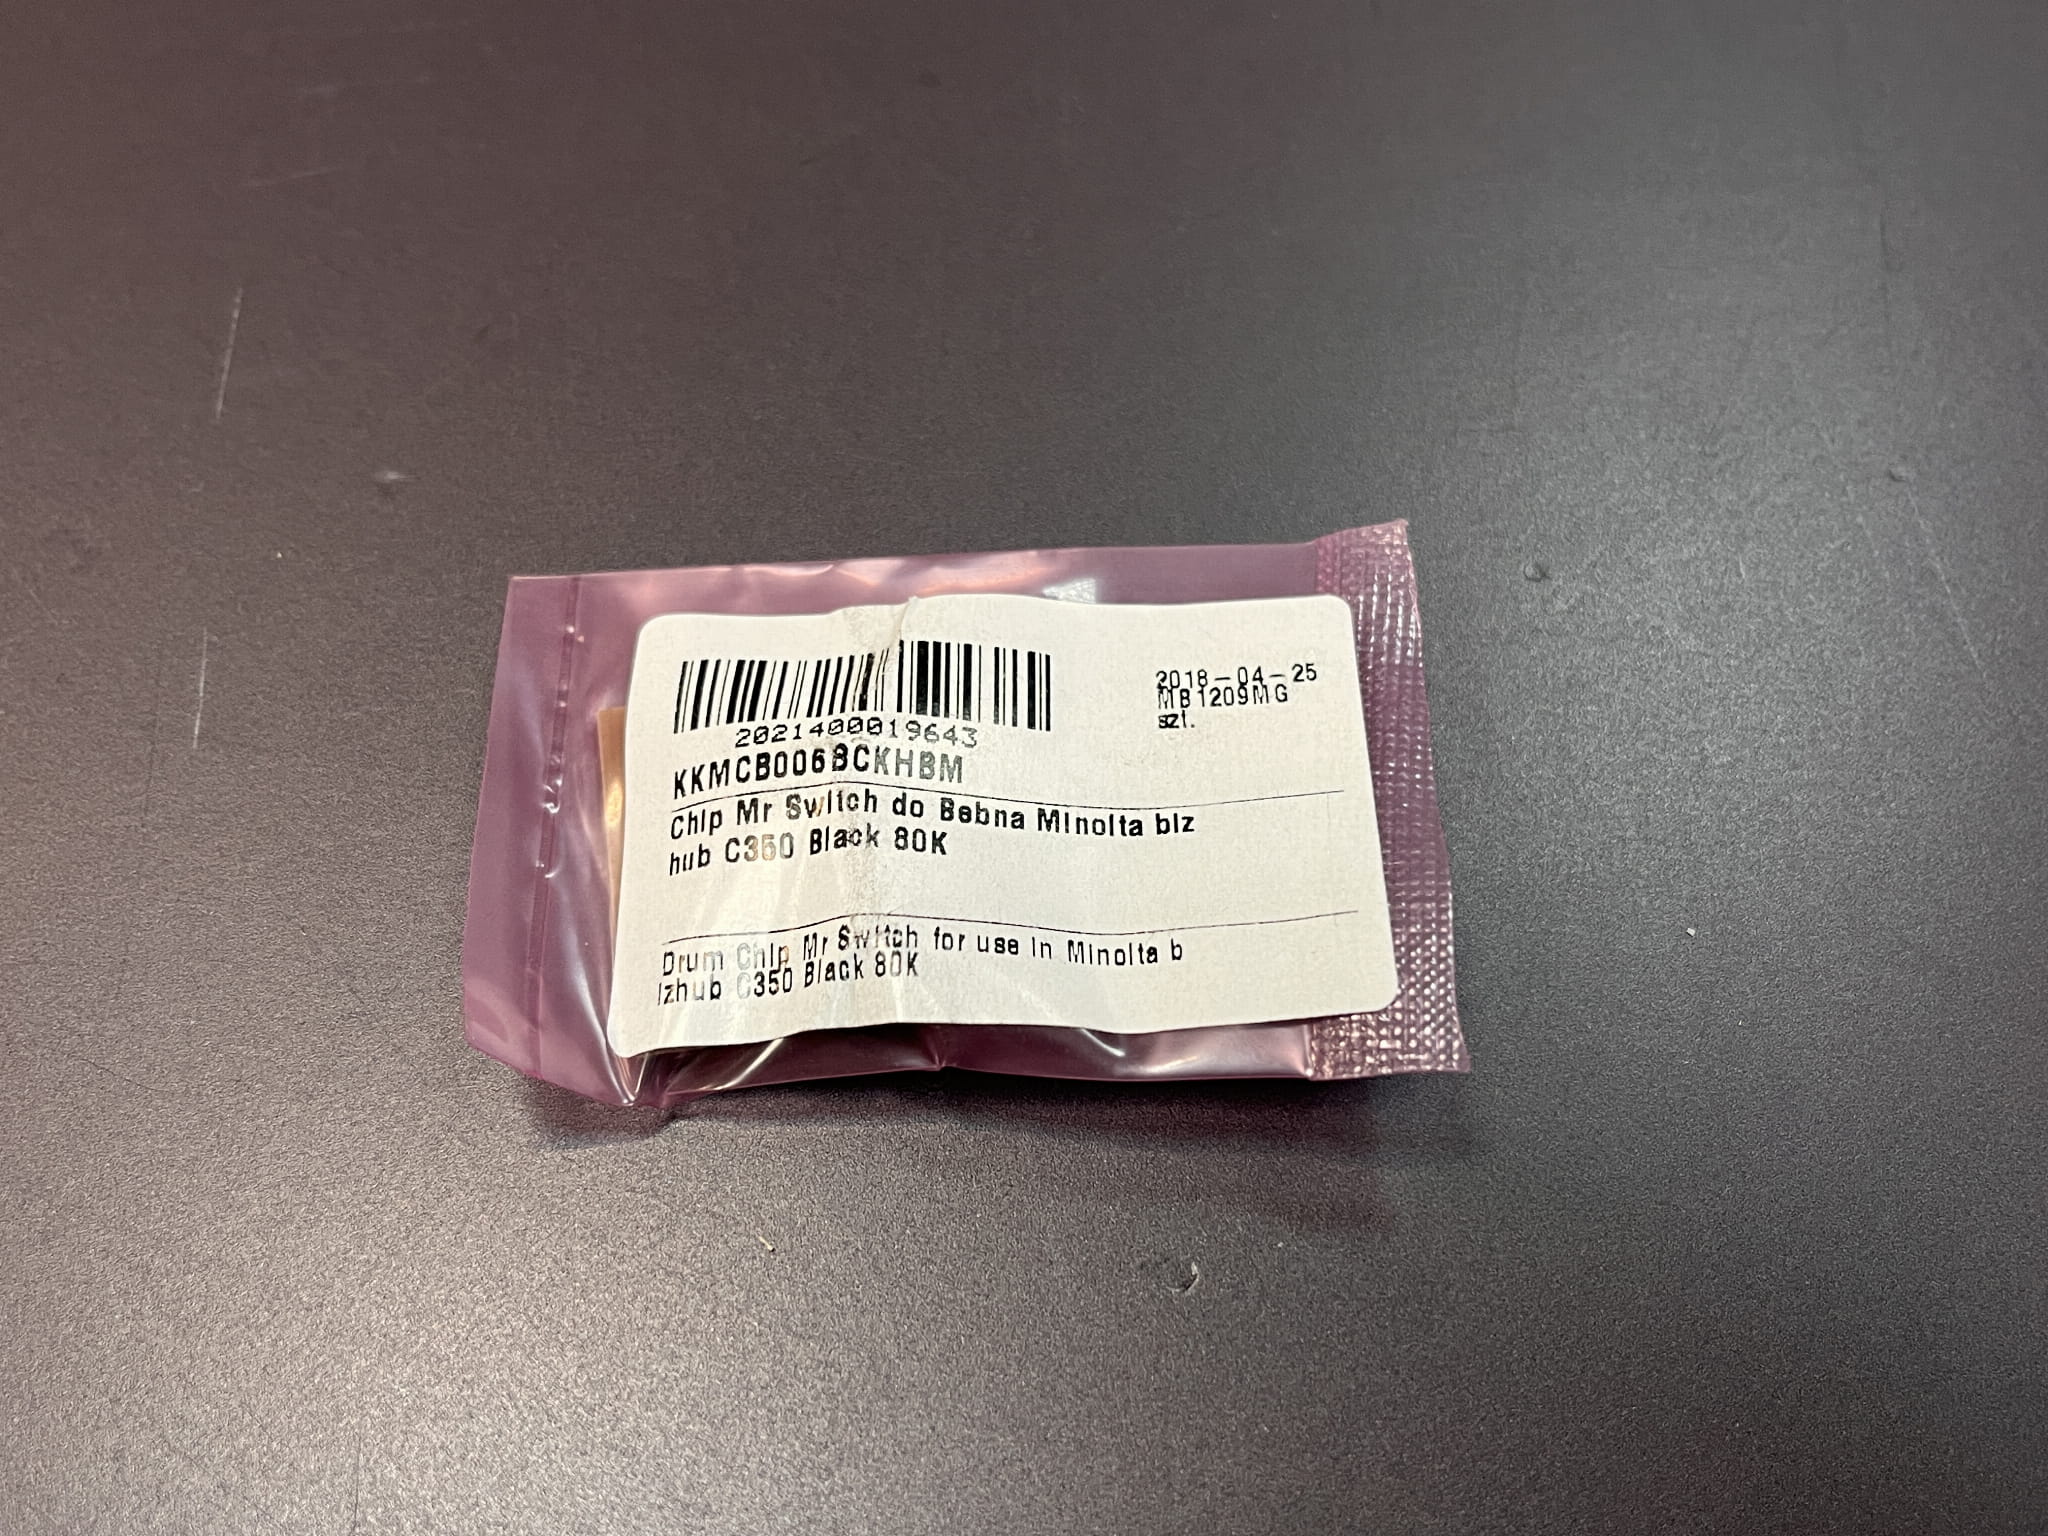 2021400019643
2018-04-25
MB1209MG
szt.
KKMCB006BCKHBM
Chip Mr Switch do Bebna Minolta biz
hub C350 Black 80K
Drum Chip Mr Switch for use in Minolta b
izhub C350 Black 80K